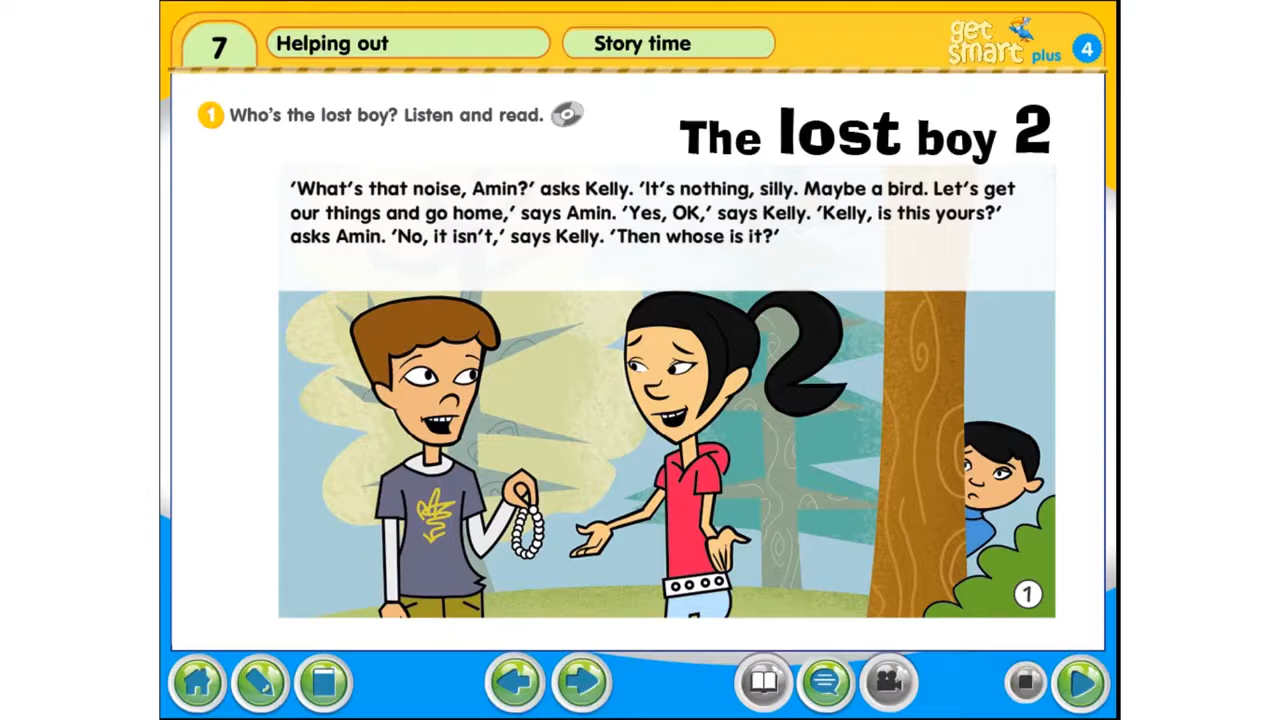 7
Helping out
Story time
get smart plus 4
1 Who's the lost boy? Listen and read.
The lost boy 2
'What's that noise, Amin?' asks Kelly. 'It's nothing, silly. Maybe a bird. Let's get
our things and go home,' says Amin. 'Yes, OK,' says Kelly. 'Kelly, is this yours?'
asks Amin. 'No, it isn't,' says Kelly. 'Then whose is it?'
1